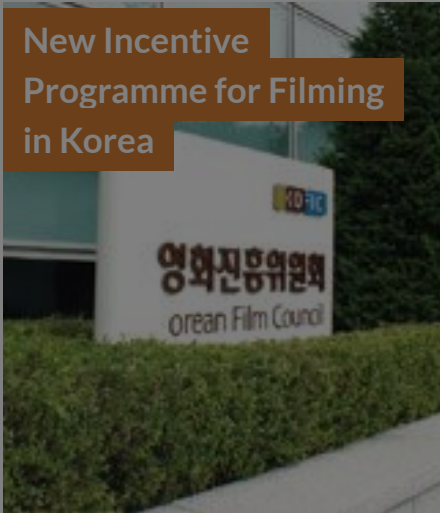 New Incentive
Programme for Filming
in Korea
KOFIC
영화진흥위원회
orean Film Council